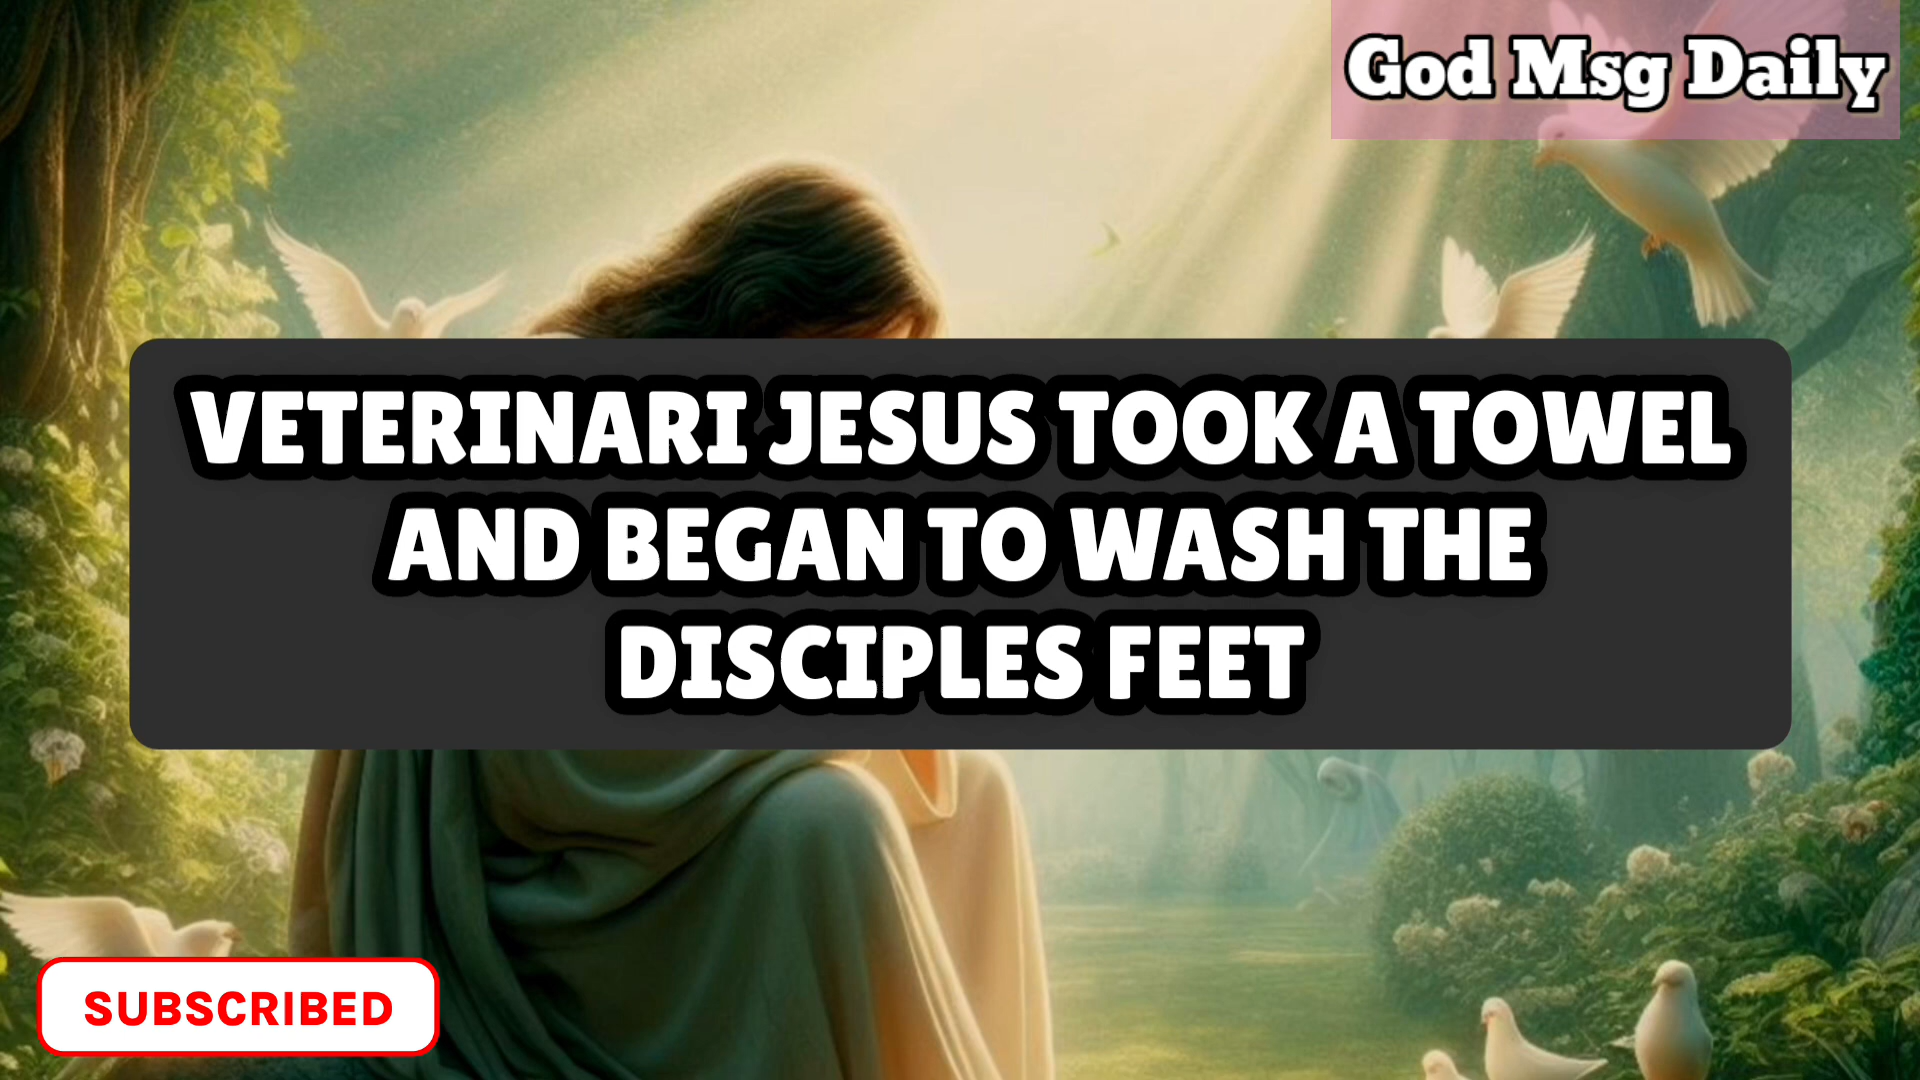 God Msg Daily
VETERINARI JESUS TOOK A TOWEL
AND BEGAN TO WASH THE
DISCIPLES FEET
SUBSCRIBED